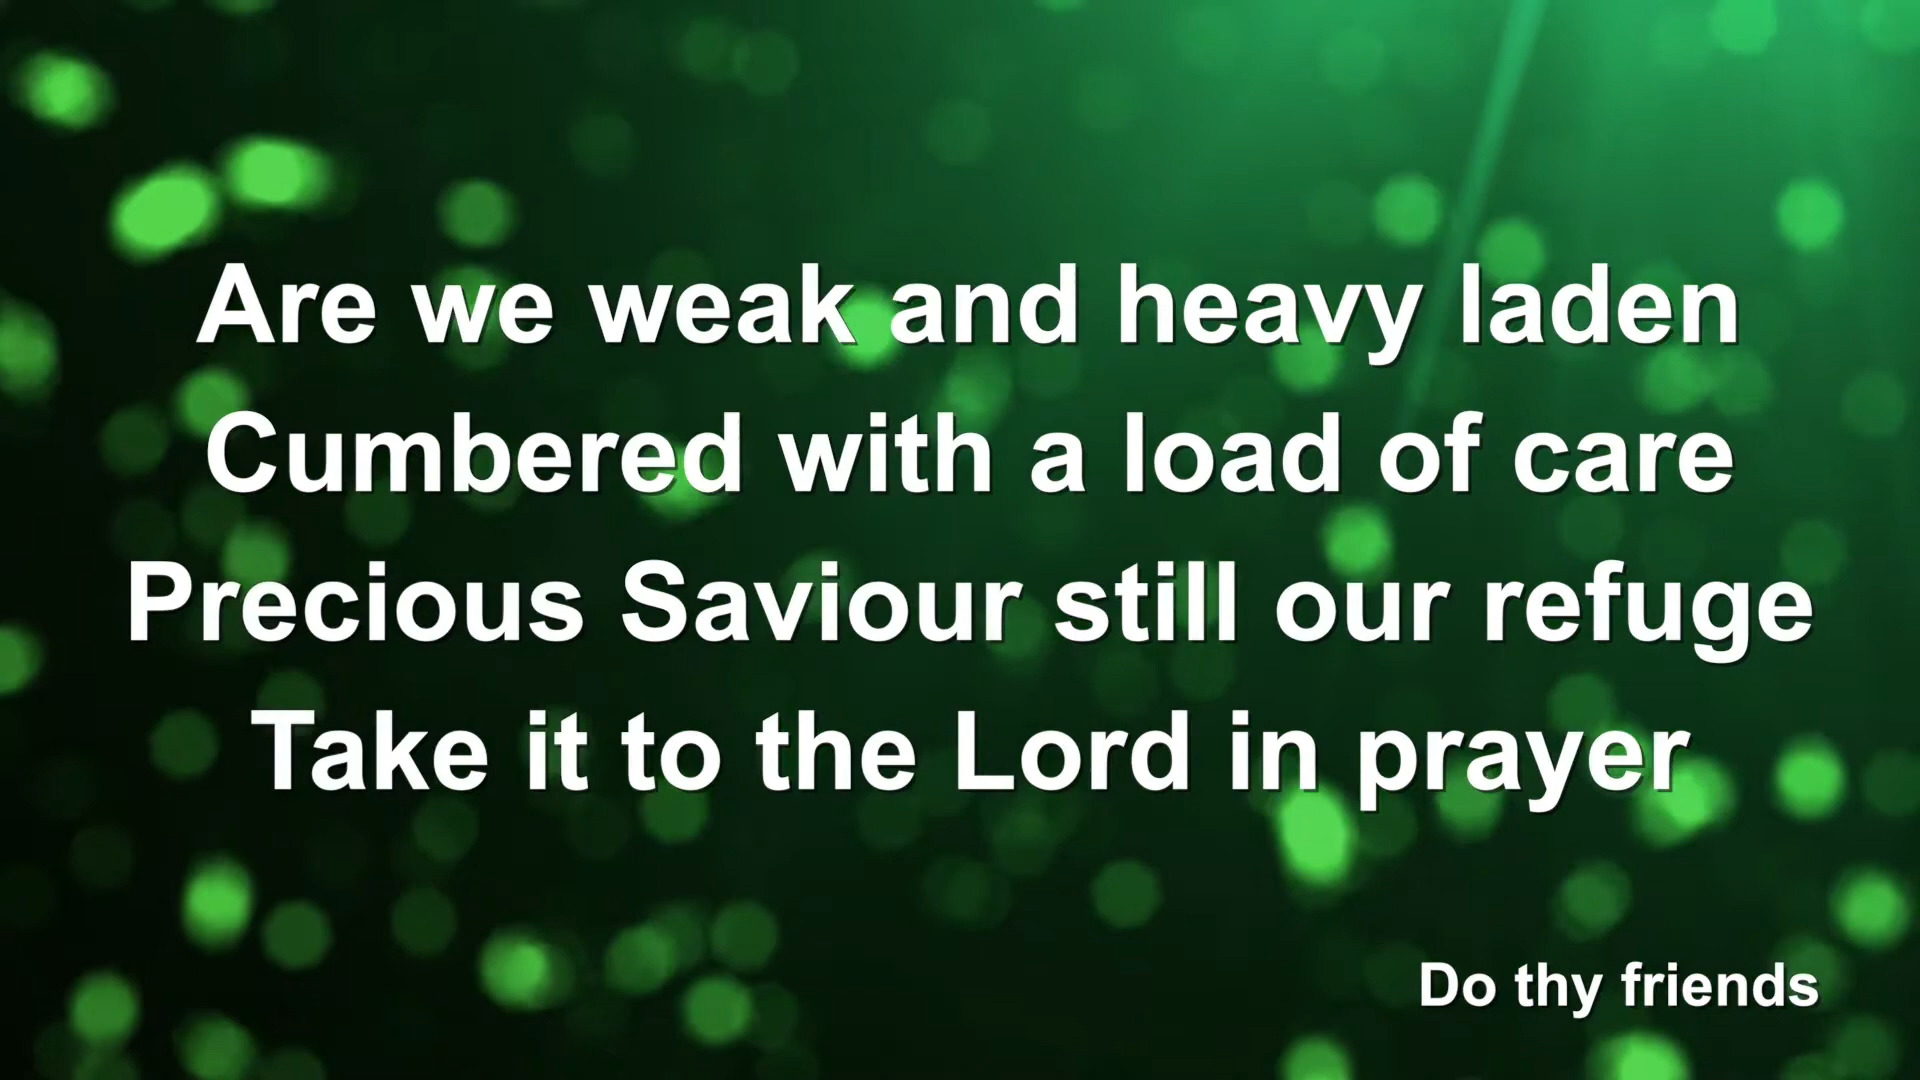 Are we weak and heavy laden
Cumbered with a load of care
Precious Saviour still our refuge
Take it to the Lord in prayer
Do thy friends